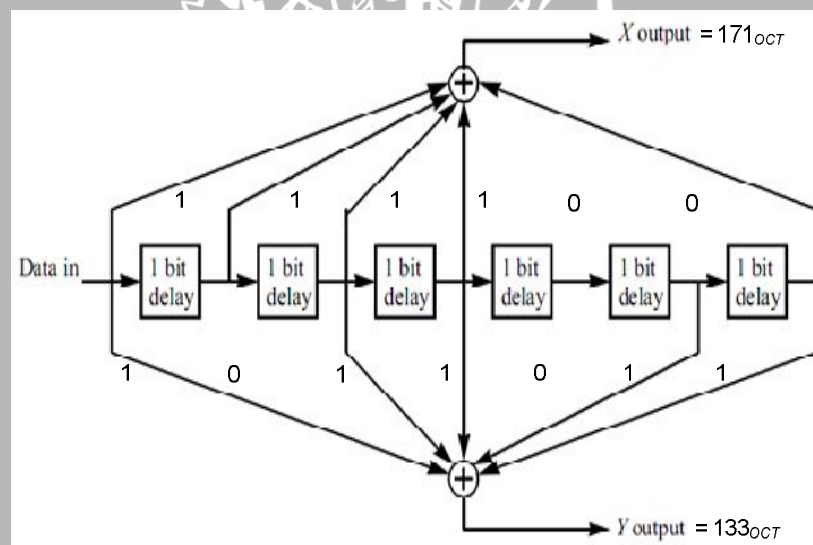 X output = 171OCT
1 1 1 1 0 0
Data in
1 bit delay
1 bit delay
1 bit delay
1 bit delay
1 bit delay
1 bit delay
1 0 1 1 0 1 1
Y output = 133OCT